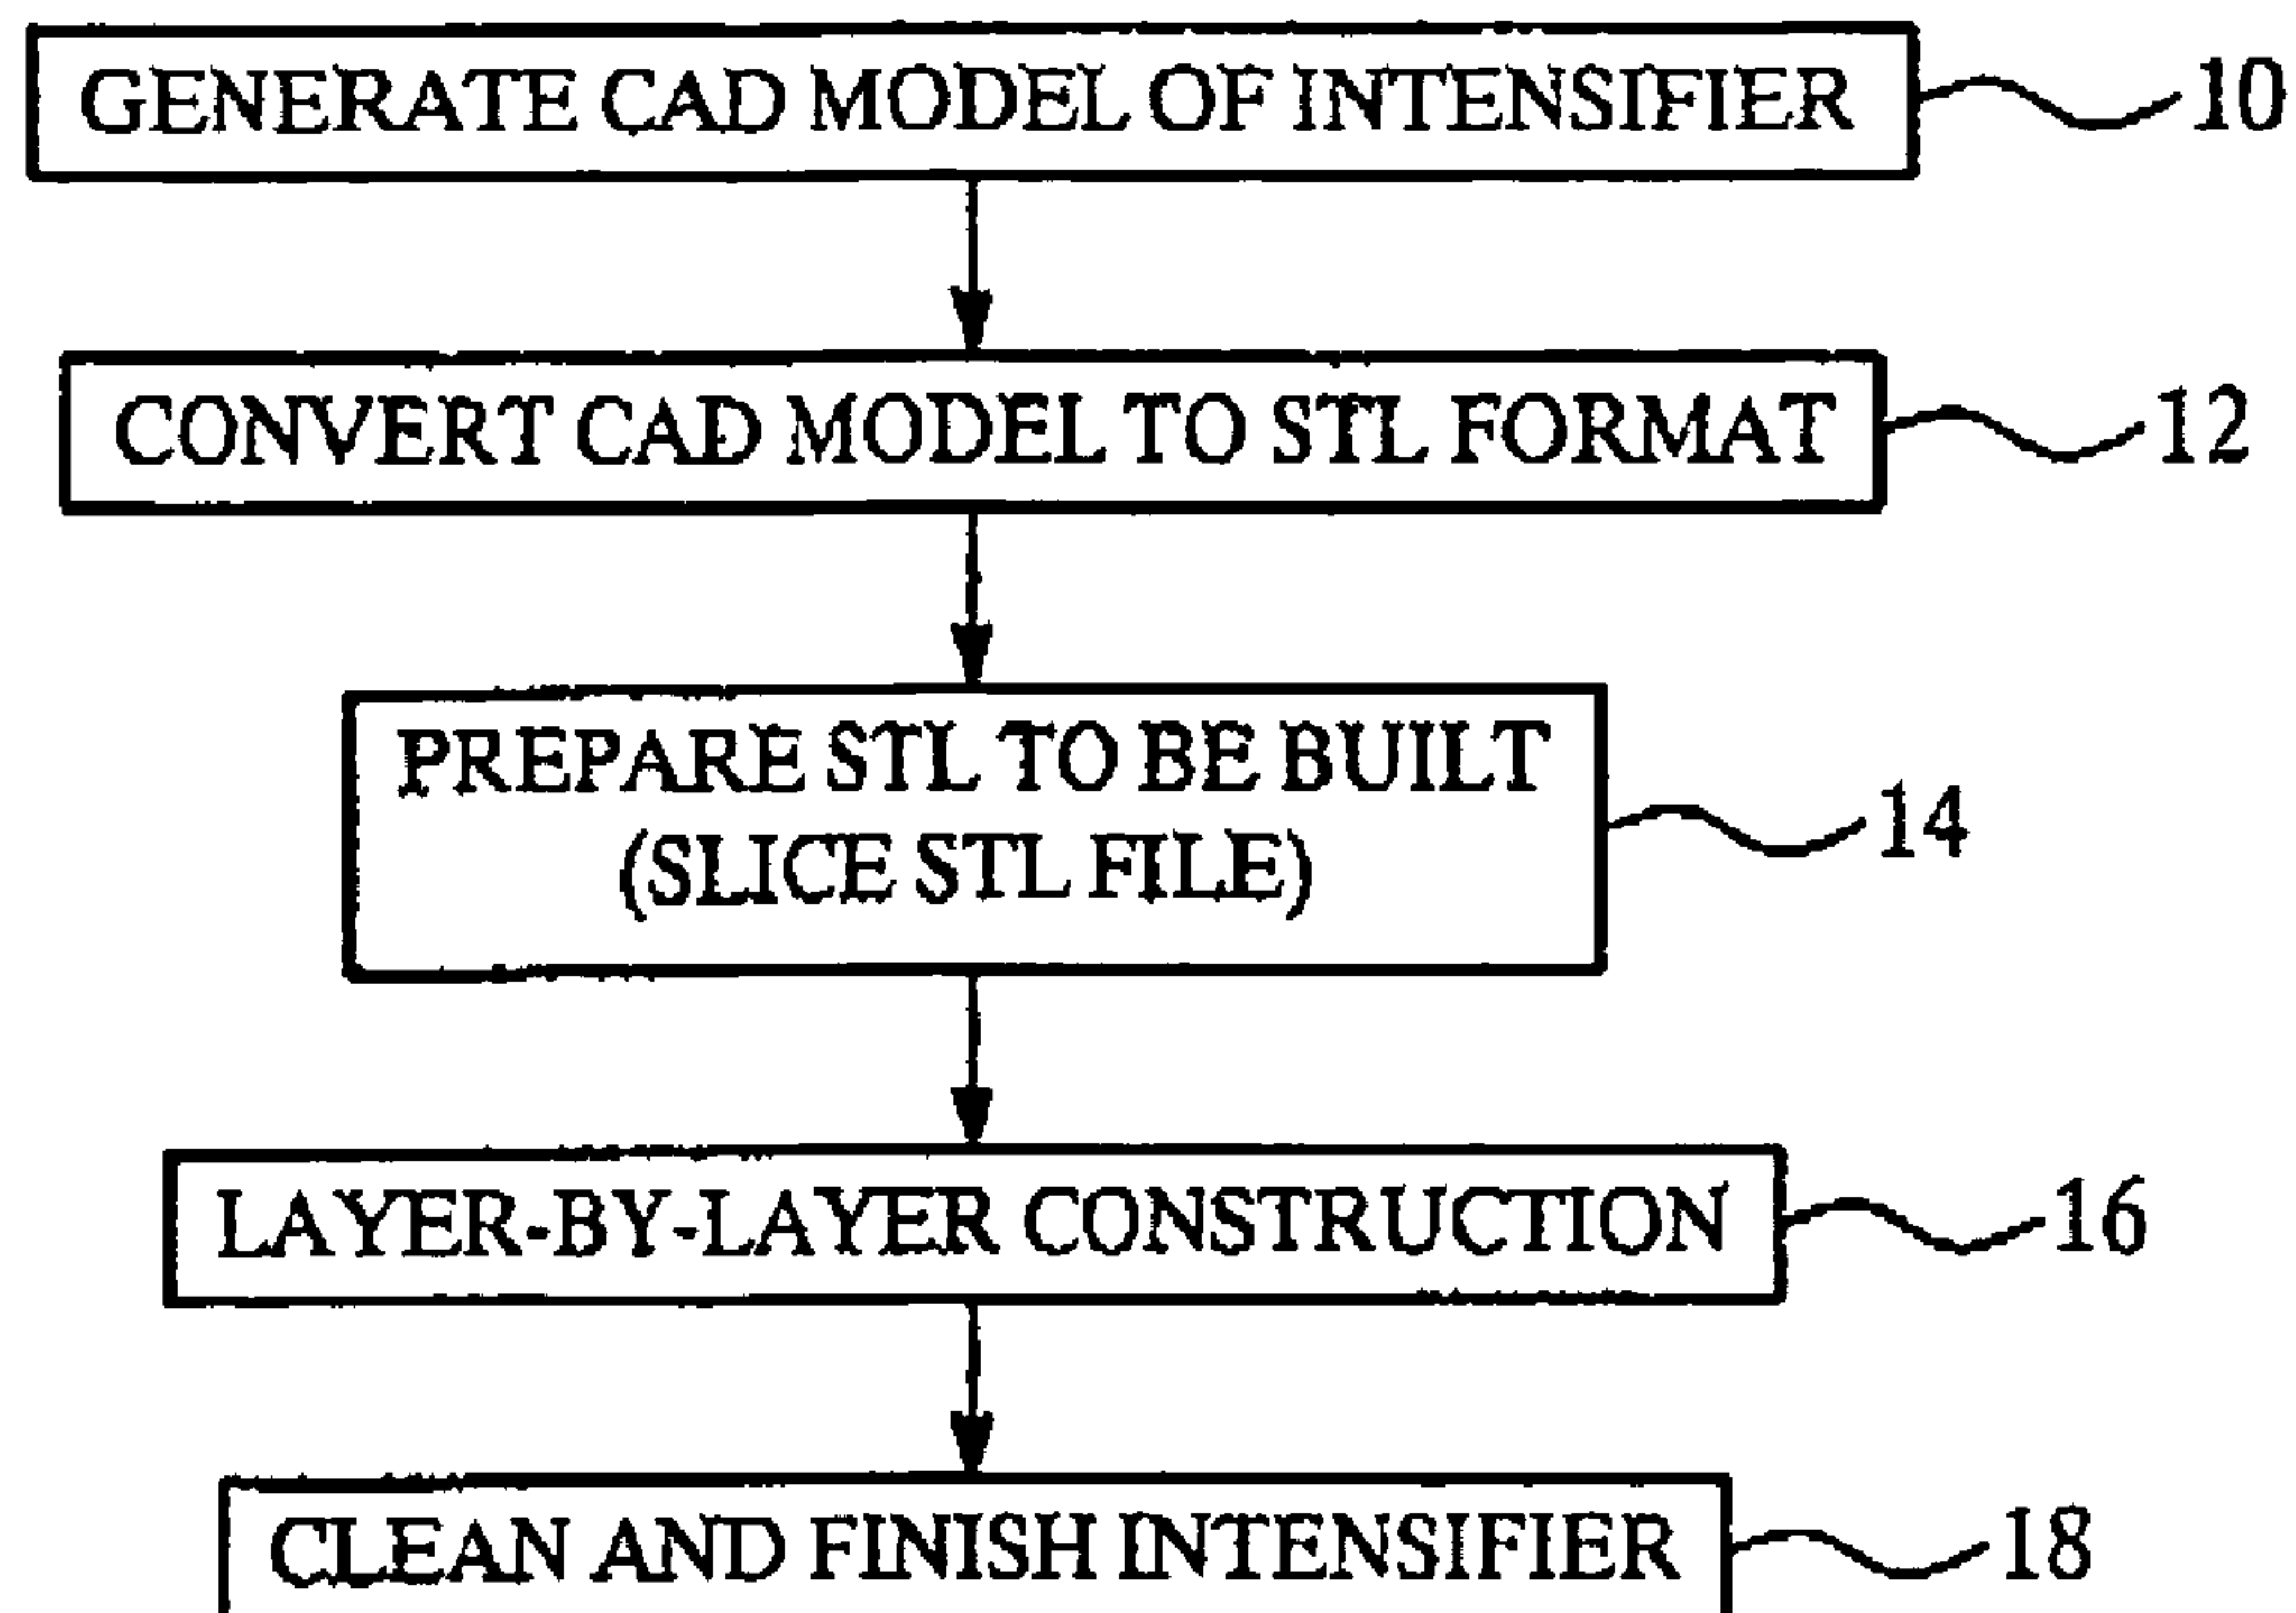 GENERATE CAD MODEL OF INTENSIFIER 10
CONVERT CAD MODEL TO STL FORMAT 12
PREPARE STL TO BE BUILT
(SLICE STL FILE) 14
LAYER-BY-LAYER CONSTRUCTION 16
CLEAN AND FINISH INTENSIFIER 18